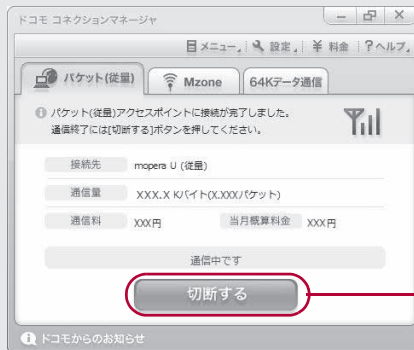 ドコモ コネクションマネージャ
メニュー 設定 ¥ 料金 ?ヘルプ
パケット(従量) Mzone 64Kデータ通信
パケット(従量)アクセスポイントに接続が完了しました。
通信終了には[切断する]ボタンを押してください。
接続先 mopera U (従量)
通信量 XXX.X Kバイト(X,XXXパケット)
通信料 XXX円 当月概算料金 XXX円
通信中です
切断する
ドコモからのお知らせ